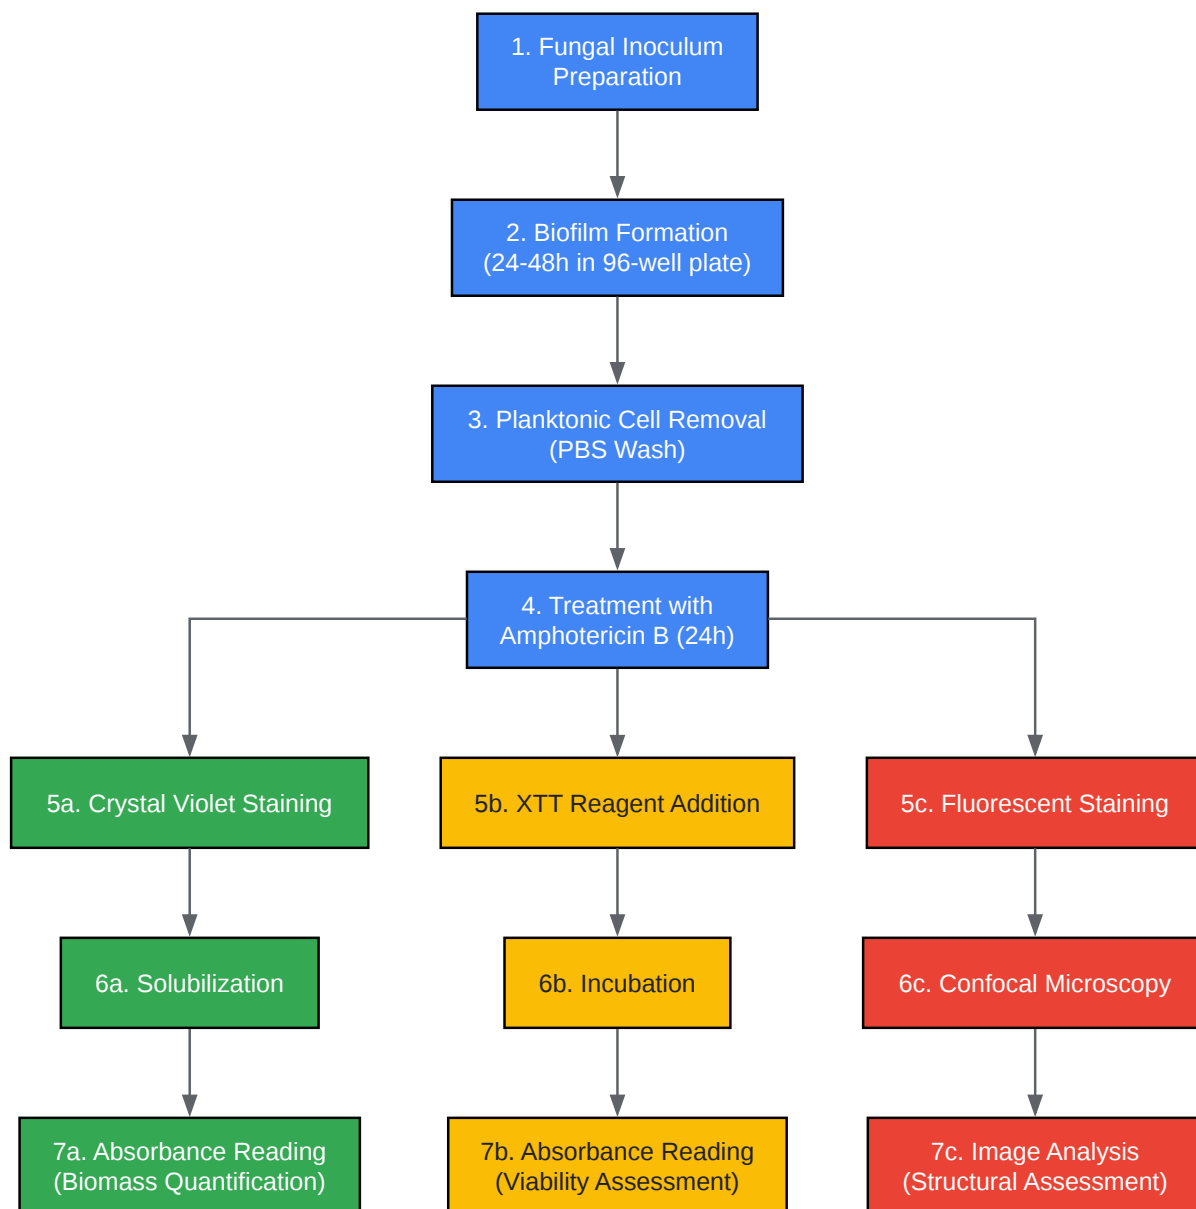 1. Fungal Inoculum
Preparation
2. Biofilm Formation
(24-48h in 96-well plate)
3. Planktonic Cell Removal
(PBS Wash)
4. Treatment with
Amphotericin B (24h)
5a. Crystal Violet Staining
5b. XTT Reagent Addition
5c. Fluorescent Staining
6a. Solubilization
6b. Incubation
6c. Confocal Microscopy
7a. Absorbance Reading
(Biomass Quantification)
7b. Absorbance Reading
(Viability Assessment)
7c. Image Analysis
(Structural Assessment)